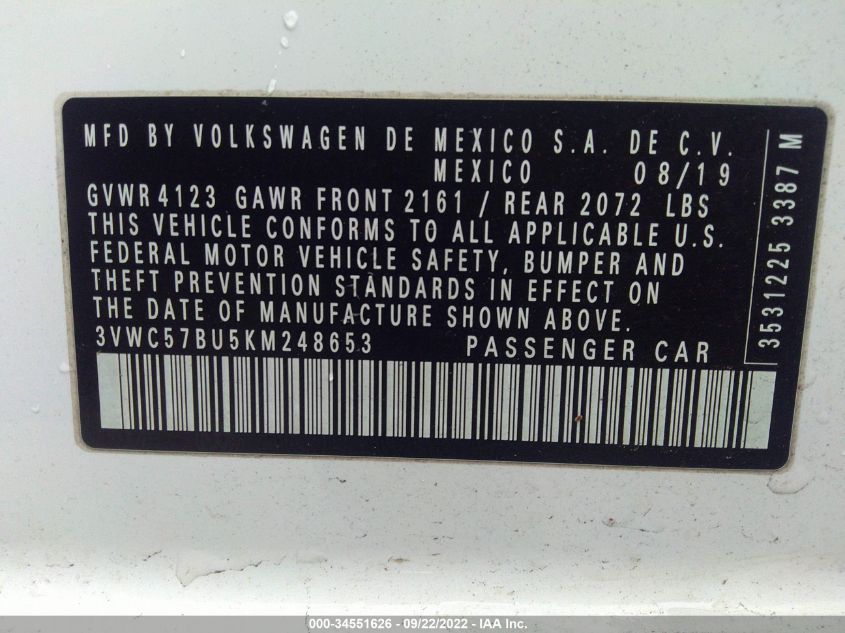 MFD BY VOLKSWAGEN DE MEXICO S.A. DE C.V.
MEXICO 08/19
GVWR 4123 GAWR FRONT 2161 / REAR 2072 LBS
THIS VEHICLE CONFORMS TO ALL APPLICABLE U.S.
FEDERAL MOTOR VEHICLE SAFETY, BUMPER AND
THEFT PREVENTION STANDARDS IN EFFECT ON
THE DATE OF MANUFACTURE SHOWN ABOVE.
3VWC57BU5KM248653 PASSENGER CAR
3531225 3387 M
000-34551626 - 09/22/2022 - IAA Inc.